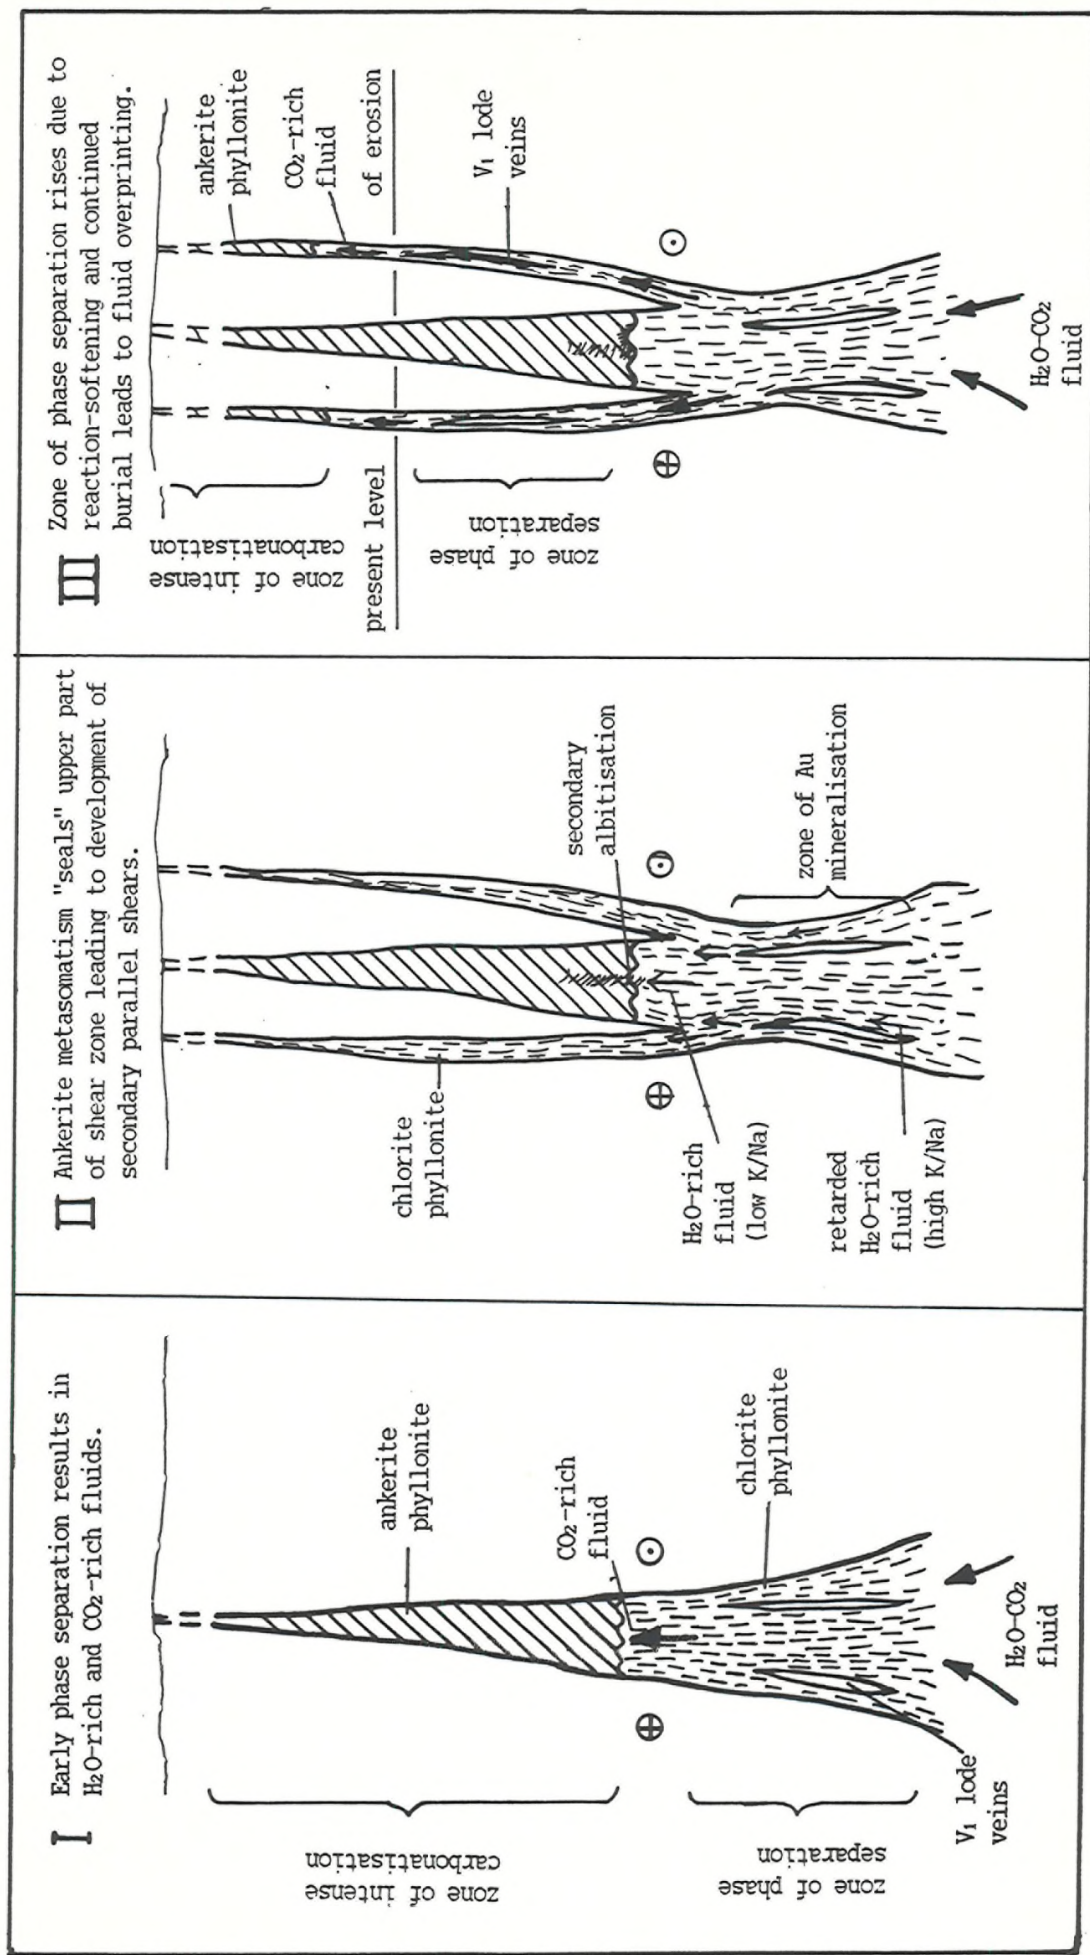 I
Early phase separation results in
H₂O-rich and CO₂-rich fluids.
zone of intense
carbonatisation
ankerite
phyllonite
CO₂-rich
fluid
zone of phase
separation
chlorite
phyllonite
V₁ lode
veins
H₂O-CO₂
fluid
II
Ankerite metasomatism "seals" upper part
of shear zone leading to development of
secondary parallel shears.
chlorite
phyllonite
secondary
albitisation
H₂O-rich
fluid
(low K/Na)
zone of Au
mineralisation
retarded
H₂O-rich
fluid
(high K/Na)
III
Zone of phase separation rises due to
reaction-softening and continued
burial leads to fluid overprinting.
zone of intense
carbonatisation
ankerite
phyllonite
CO₂-rich
fluid
present level of erosion
zone of phase
separation
V₁ lode
veins
H₂O-CO₂
fluid